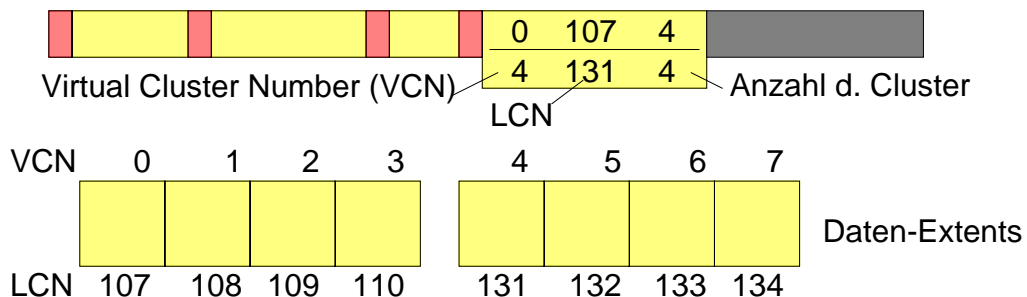 0 107 4
4 131 4
Virtual Cluster Number (VCN)
Anzahl d. Cluster
LCN
VCN 0 1 2 3 4 5 6 7
Daten-Extents
LCN 107 108 109 110 131 132 133 134